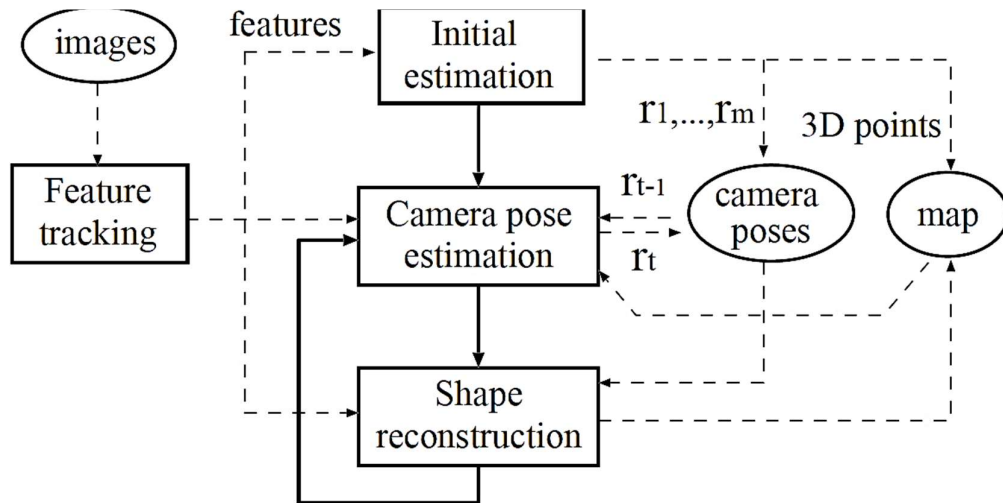 images
features
Initial
estimation
r1,...,rm
3D points
Feature
tracking
Camera pose
estimation
rt-1
rt
camera
poses
map
Shape
reconstruction